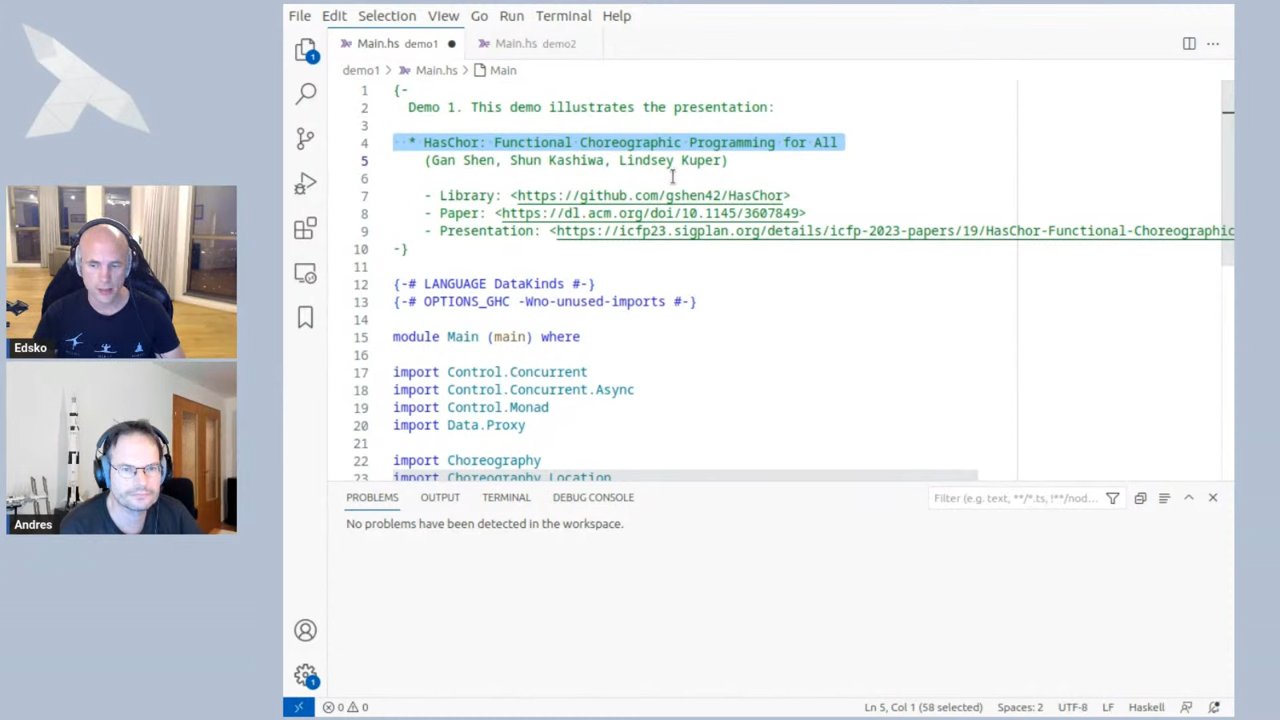 File Edit Selection View Go Run Terminal Help
Main.hs demo1 ● Main.hs demo2
demo1 > Main.hs > Main
1 {-
2 Demo 1. This demo illustrates the presentation:
3
4 * HasChor: Functional Choreographic Programming for All
5 (Gan Shen, Shun Kashiwa, Lindsey Kuper)
6
7 - Library: <https://github.com/gshen42/HasChor>
8 - Paper: <https://dl.acm.org/doi/10.1145/3607849>
9 - Presentation: <https://icfp23.sigplan.org/details/icfp-2023-papers/19/HasChor-Functional-Choreographic
10 -}
11
12 {-# LANGUAGE DataKinds #-}
13 {-# OPTIONS_GHC -Wno-unused-imports #-}
14
15 module Main (main) where
16
17 import Control.Concurrent
18 import Control.Concurrent.Async
19 import Control.Monad
20 import Data.Proxy
21
22 import Choreography
23 import Choreography.Location
PROBLEMS OUTPUT TERMINAL DEBUG CONSOLE Filter (e.g. text, **/*.ts, !**/nod...
No problems have been detected in the workspace.
1
1
Edsko
Andres
0 0 Ln 5, Col 1 (58 selected) Spaces: 2 UTF-8 LF Haskell